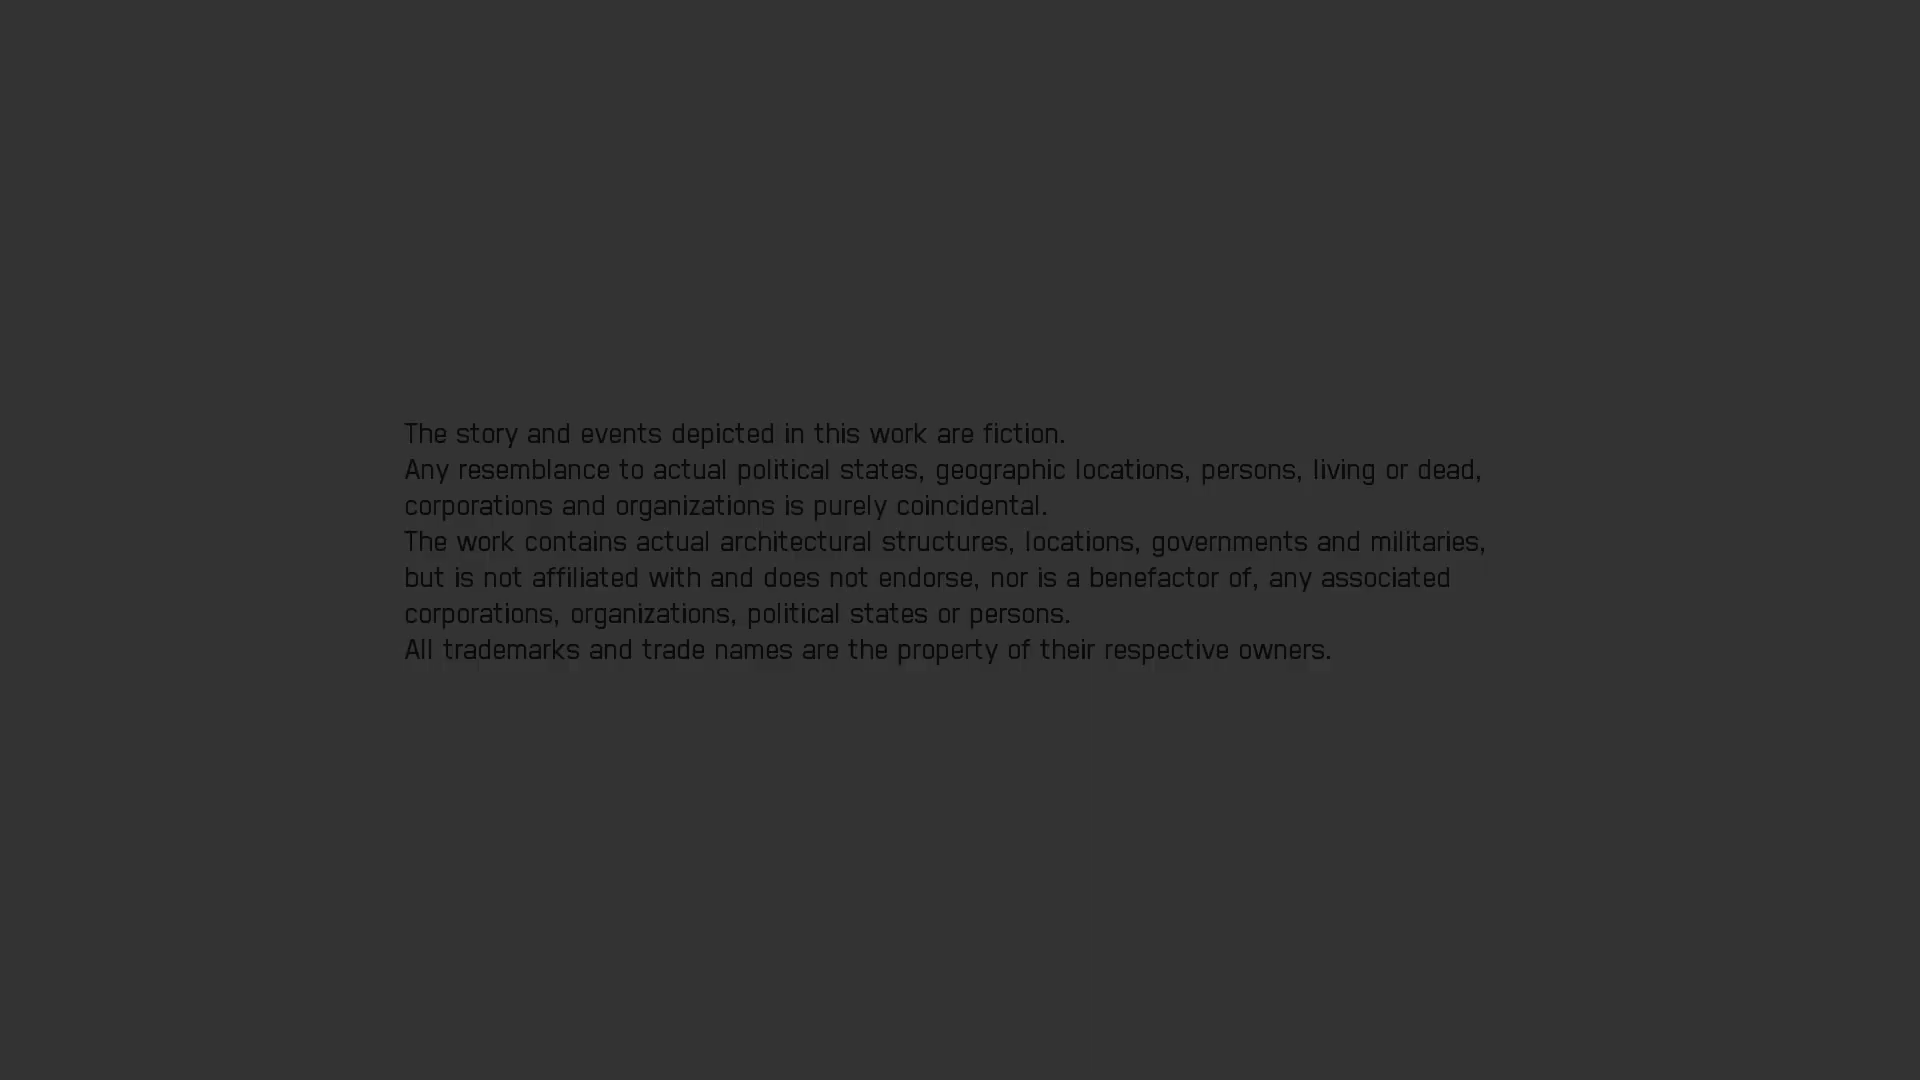 The story and events depicted in this work are fiction.
Any resemblance to actual political states, geographic locations, persons, living or dead,
corporations and organizations is purely coincidental.
The work contains actual architectural structures, locations, governments and militaries,
but is not affiliated with and does not endorse, nor is a benefactor of, any associated
corporations, organizations, political states or persons.
All trademarks and trade names are the property of their respective owners.